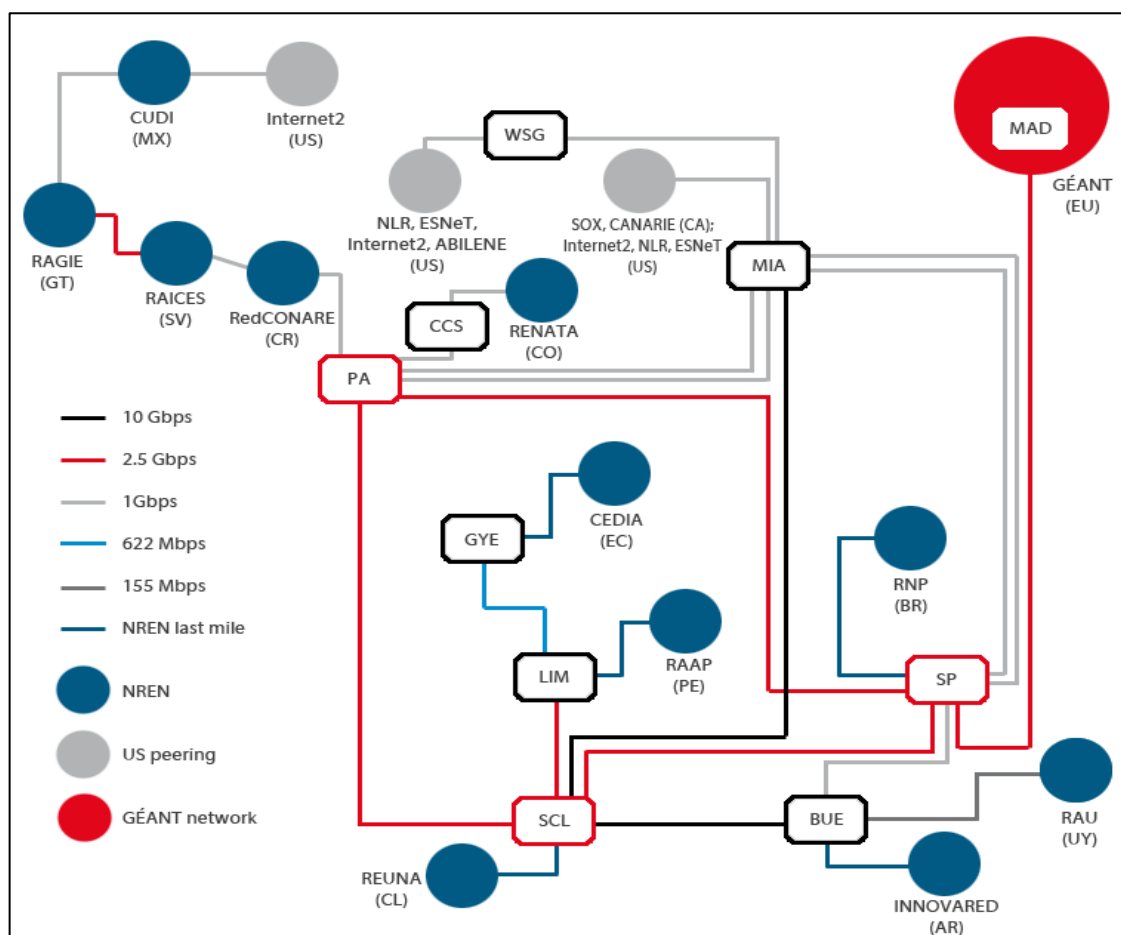 CUDI
(MX)
Internet2
(US)
WSG
MAD
GÉANT
(EU)
RAGIE
(GT)
RAICES
(SV)
RedCONARE
(CR)
NLR, ESNeT,
Internet2, ABILENE
(US)
SOX, CANARIE (CA);
Internet2, NLR, ESNeT
(US)
MIA
CCS
RENATA
(CO)
PA
10 Gbps
2.5 Gbps
1Gbps
622 Mbps
155 Mbps
NREN last mile
NREN
US peering
GÉANT network
GYE
CEDIA
(EC)
LIM
RAAP
(PE)
RNP
(BR)
SP
SCL
BUE
RAU
(UY)
REUNA
(CL)
INNOVARED
(AR)